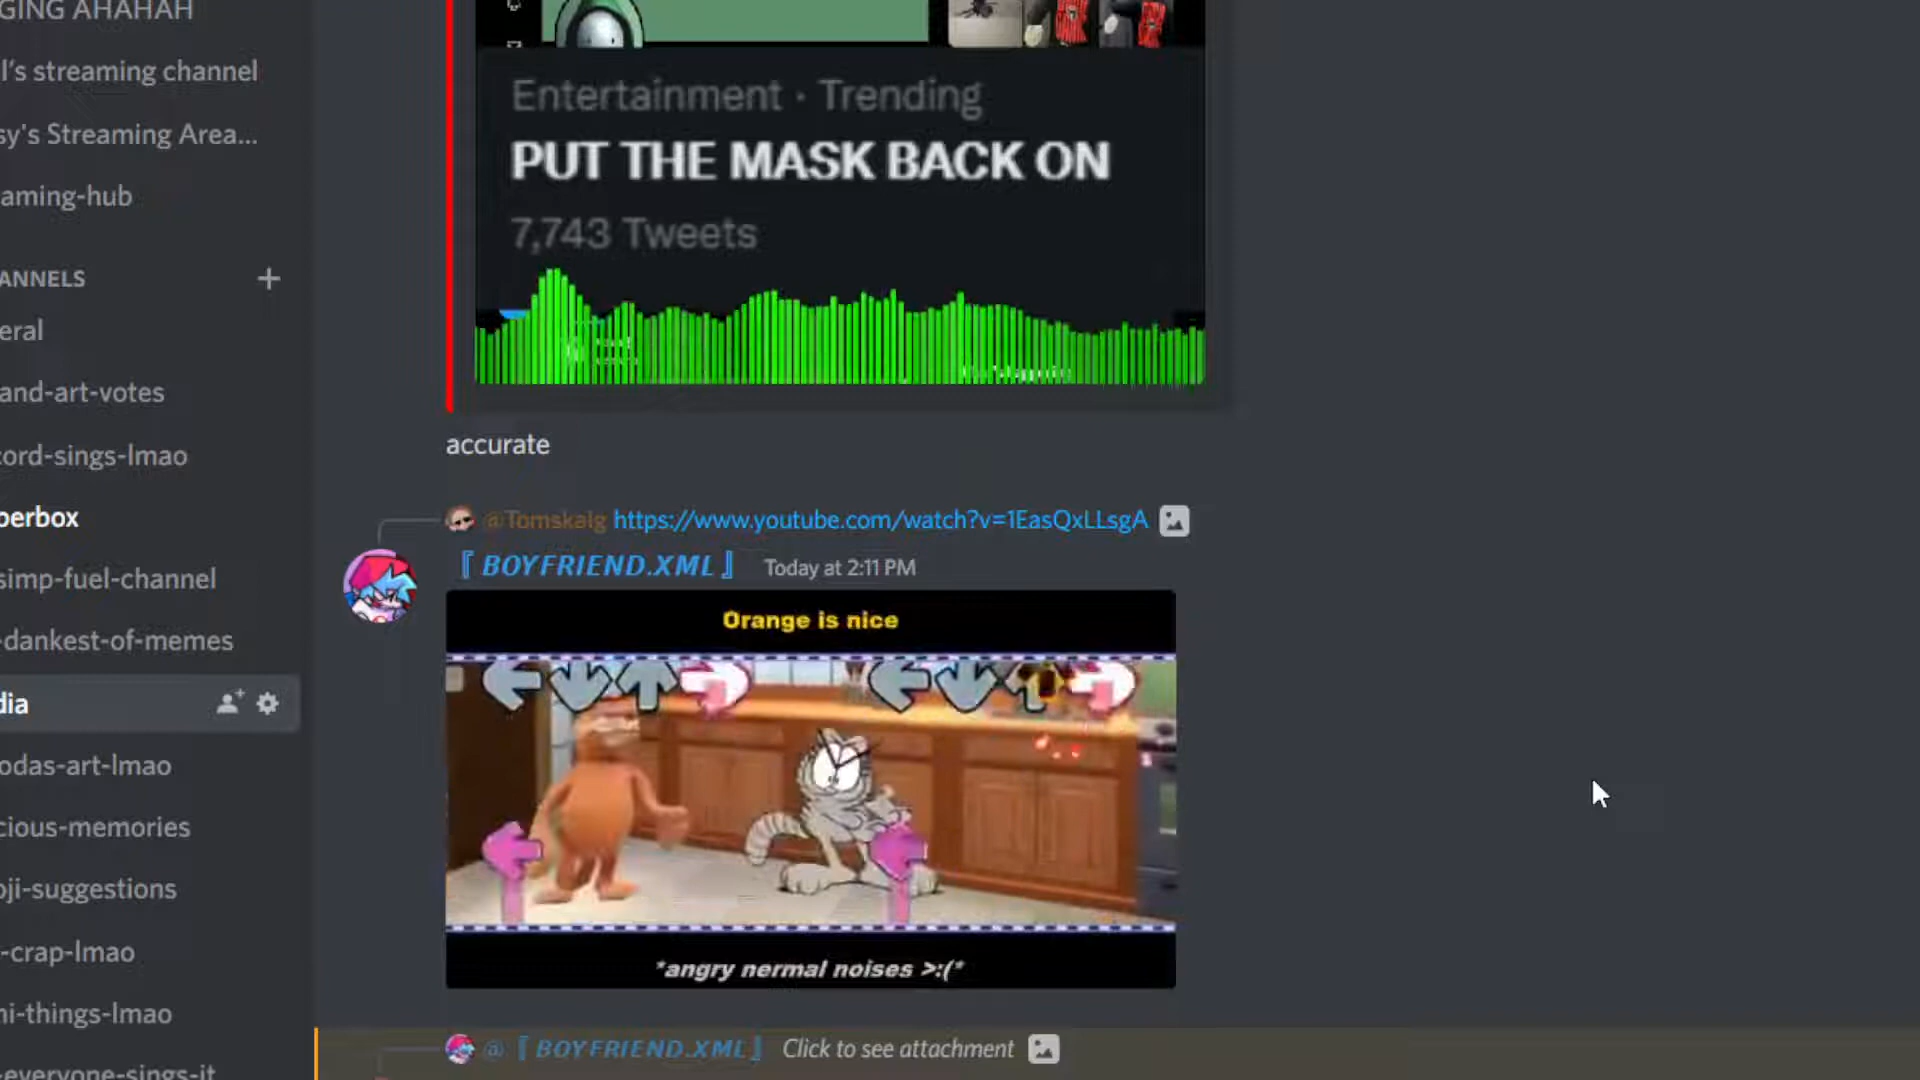 GING AHAHAH
l's streaming channel
sy's Streaming Area...
aming-hub
ANNELS
eral
and-art-votes
cord-sings-lmao
perbox
simp-fuel-channel
-dankest-of-memes
dia
odas-art-lmao
cious-memories
oji-suggestions
-crap-lmao
ni-things-lmao
-everyone-sings-it
Entertainment · Trending
PUT THE MASK BACK ON
7,743 Tweets
accurate
@Tomskalg https://www.youtube.com/watch?v=1EasQxLLsgA
『BOYFRIEND.XML』 Today at 2:11 PM
Orange is nice
*angry nermal noises >:(*
@『BOYFRIEND.XML』 Click to see attachment